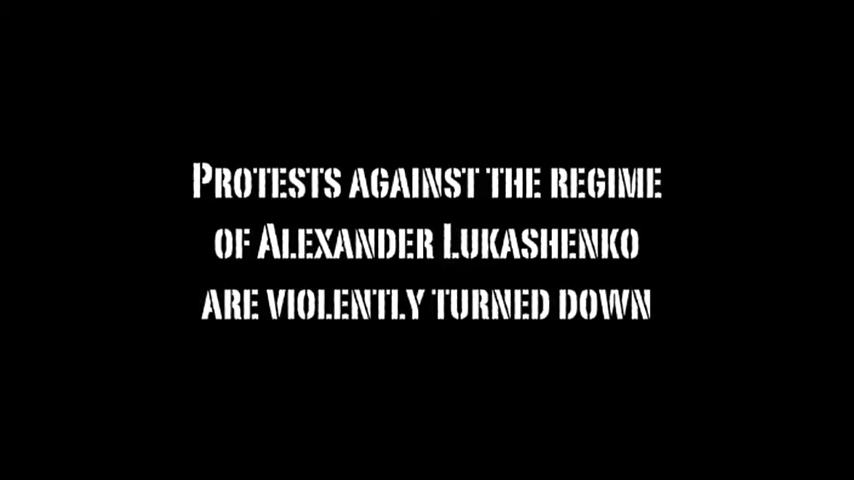 Protests against the regime
of Alexander Lukashenko
are violently turned down